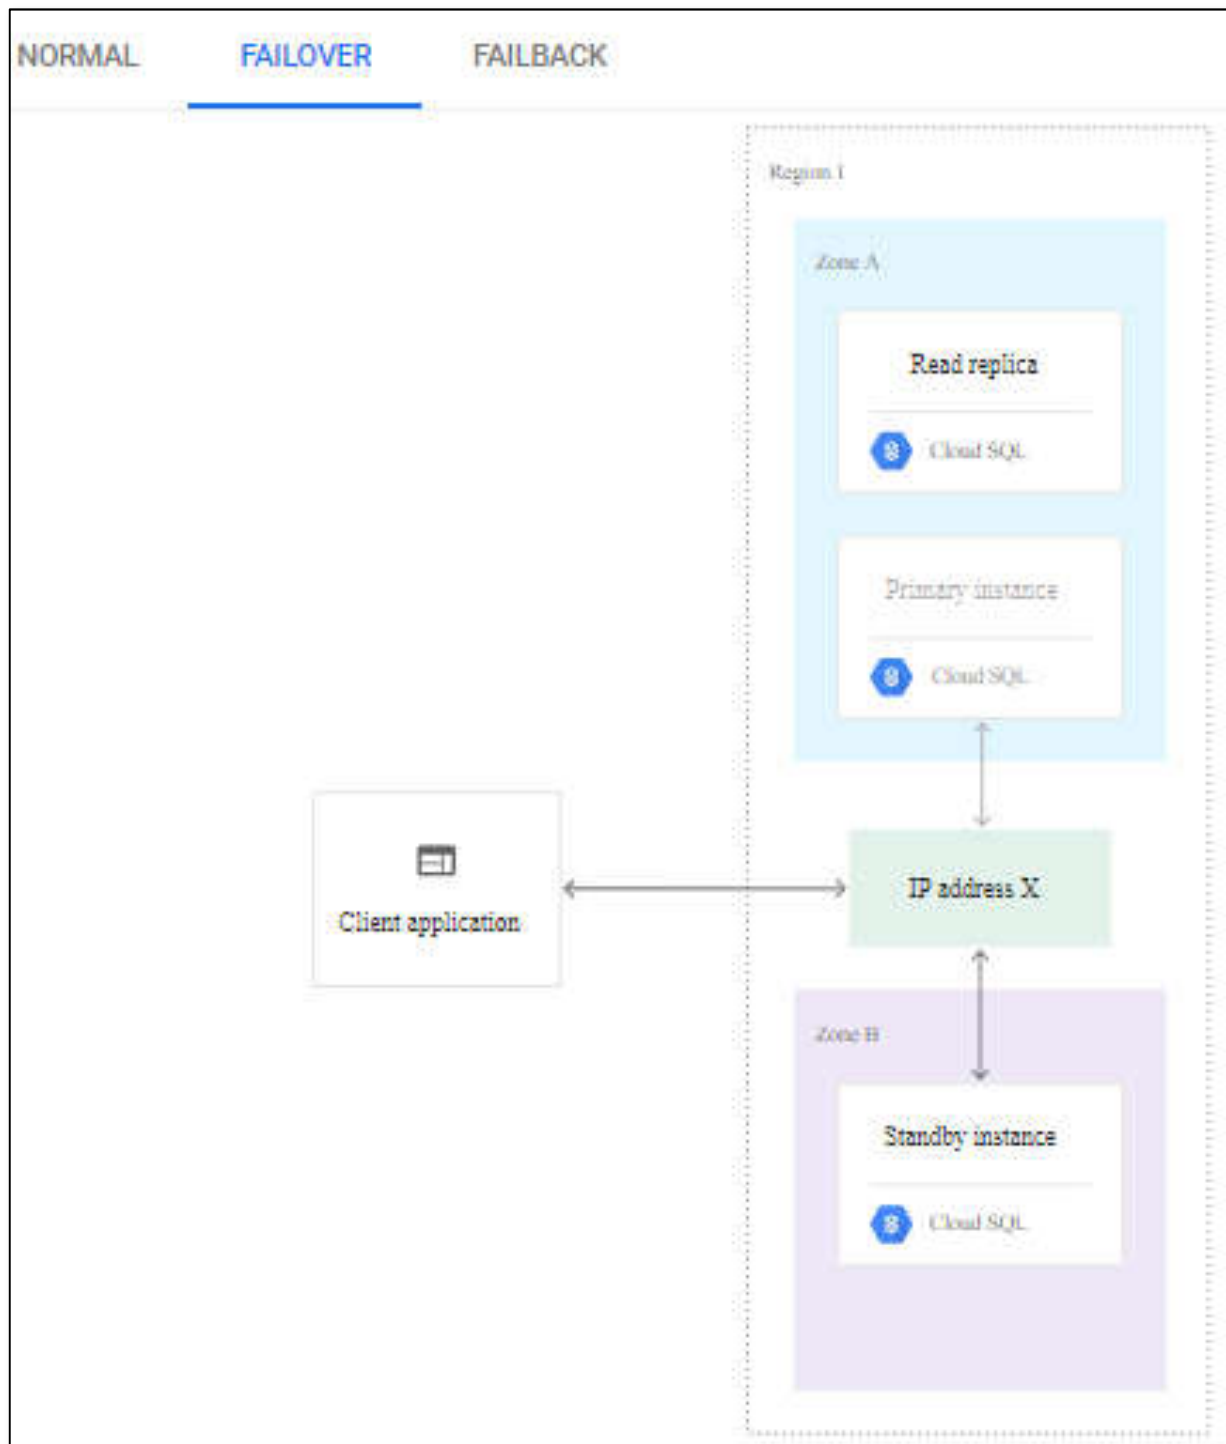 NORMAL FAILOVER FAILBACK
Region 1
Zone A
Read replica
Cloud SQL
Primary instance
Cloud SQL
Client application
IP address X
Zone B
Standby instance
Cloud SQL